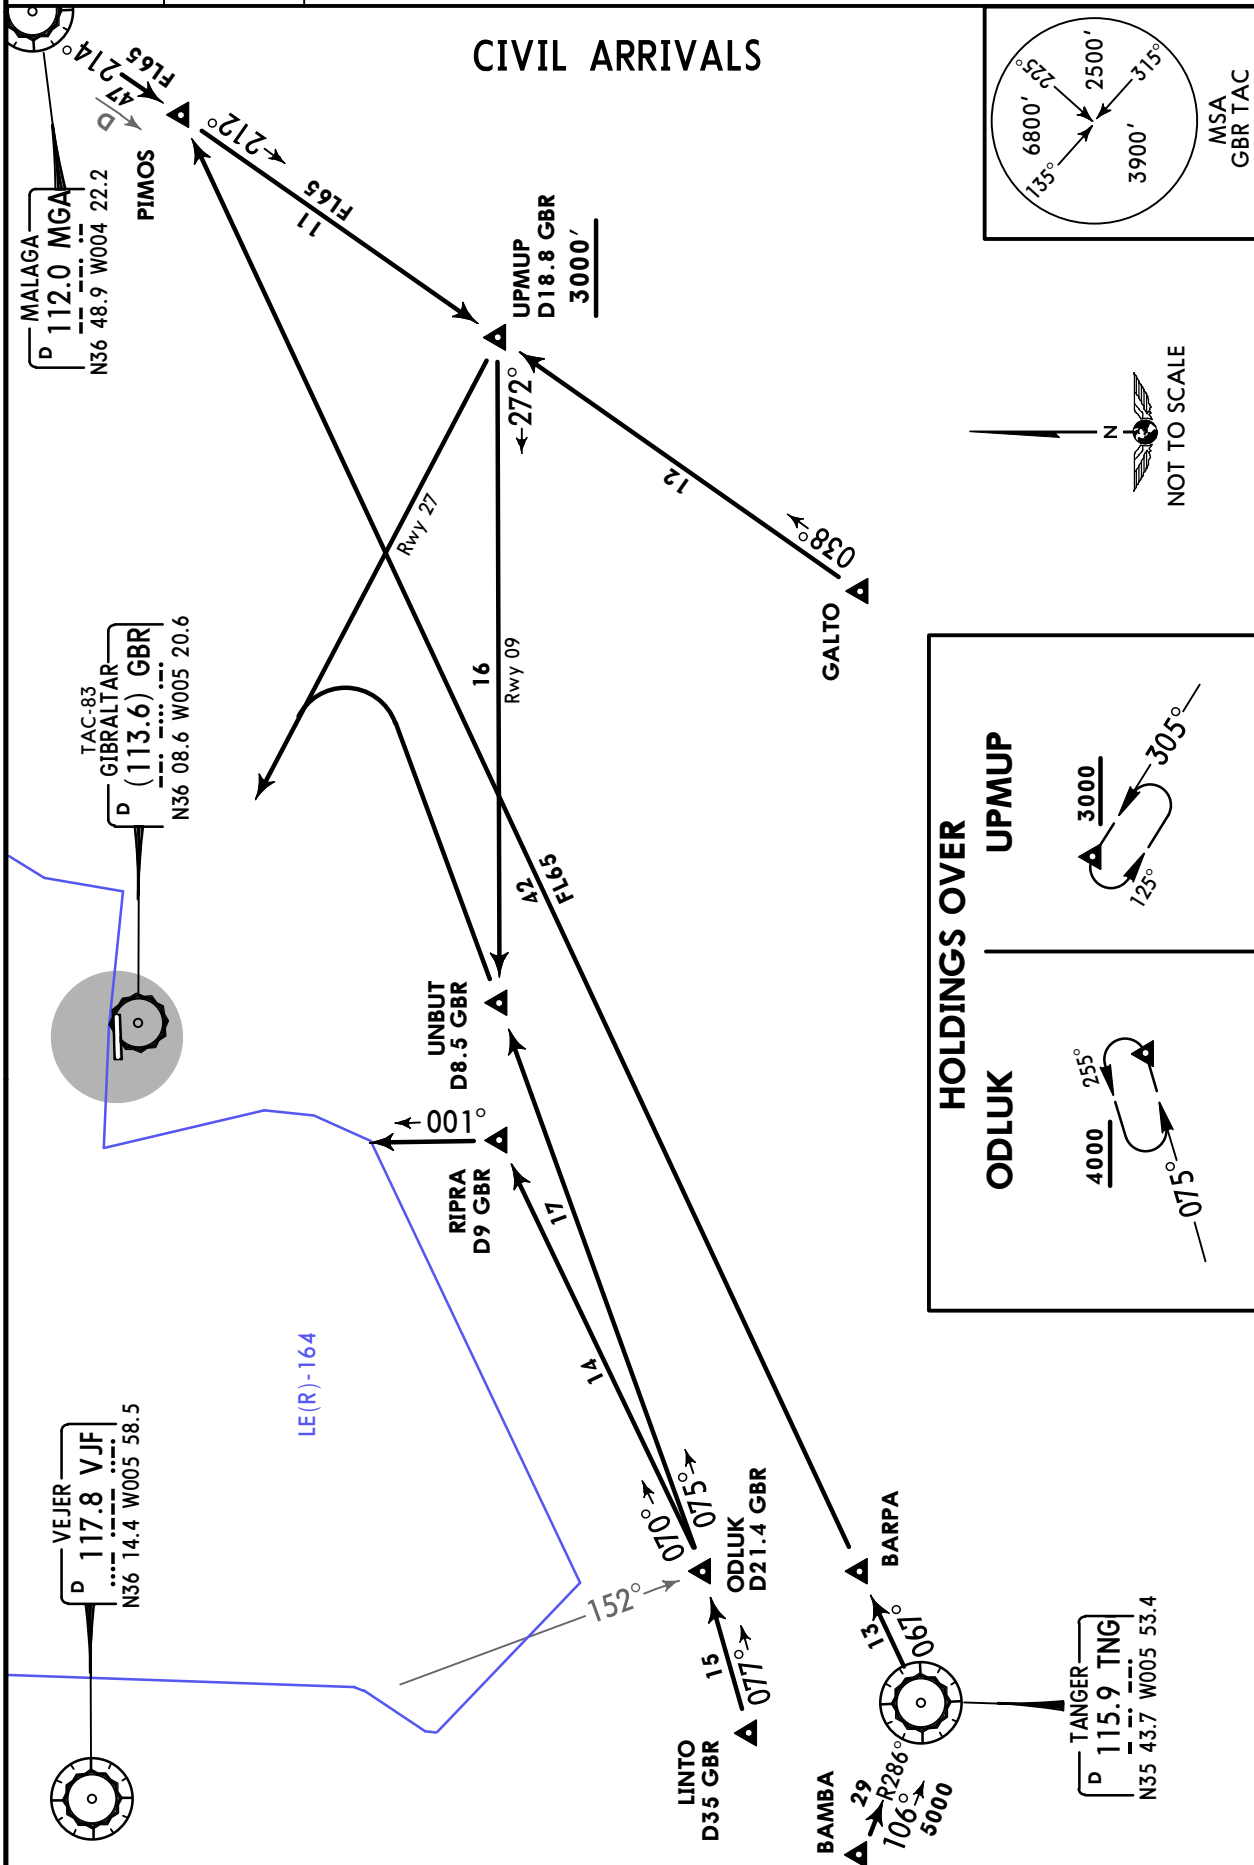 CIVIL ARRIVALS
MALAGA
D 112.0 MGA
N36 48.9 W004 22.2
214°
47
FL65
D
PIMOS
←212°
11
FL65
UPMUP
D18.8 GBR
3000'
←272°
Rwy 27
16
Rwy 09
12
038°→
GALTO
TAC-83
GIBRALTAR
D (113.6) GBR
N36 08.6 W005 20.6
42
FL65
UNBUT
D8.5 GBR
←001°
RIPRA
D9 GBR
17
14
LE(R)-164
VEJER
D 117.8 VJF
N36 14.4 W005 58.5
070°→
075°→
ODLUK
D21.4 GBR
152°
15
077°→
LINTO
D35 GBR
BARPA
13
067°
BAMBA
29
R286°
106°→
5000
TANGER
D 115.9 TNG
N35 43.7 W005 53.4
MSA
GBR TAC
225°
315°
135°
6800'
2500'
3900'
N
NOT TO SCALE
HOLDINGS OVER
ODLUK
4000
255°
075°
UPMUP
3000
305°
125°